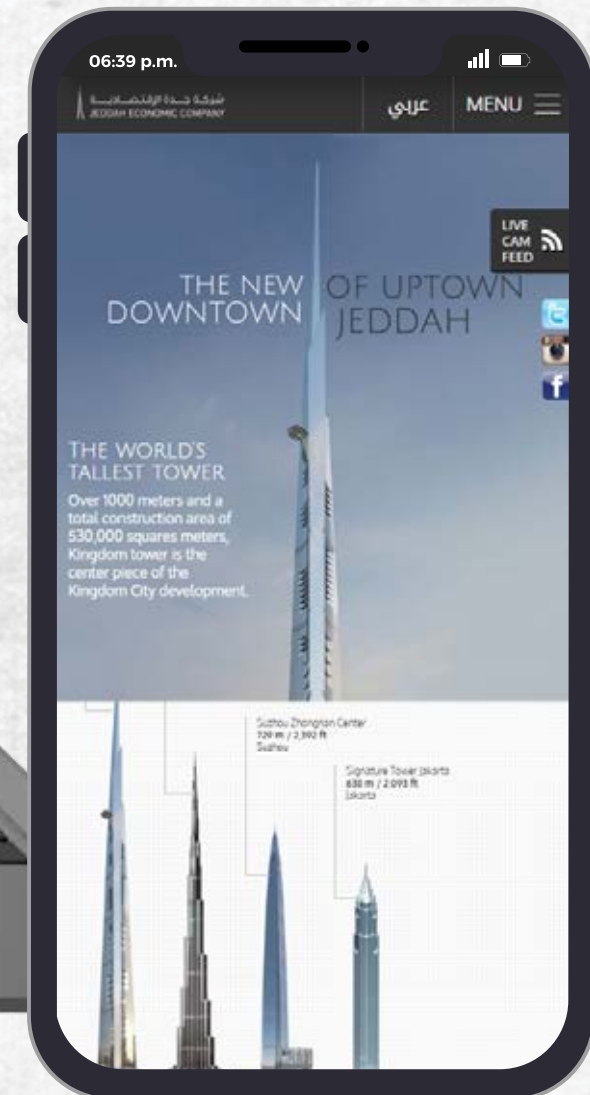 06:39 p.m.
شركة جدة الإقتصادية
JEDDAH ECONOMIC COMPANY
عربي
MENU
LIVE
CAM
FEED
THE NEW
DOWNTOWN
OF UPTOWN
JEDDAH
THE WORLD'S
TALLEST TOWER
Over 1000 meters and a
total construction area of
530,000 squares meters,
Kingdom tower is the
center piece of the
Kingdom City development.
Suzhou Zhongnan Center
729 m / 2,392 ft
Suzhou
Signature Tower Jakarta
638 m / 2,093 ft
Jakarta